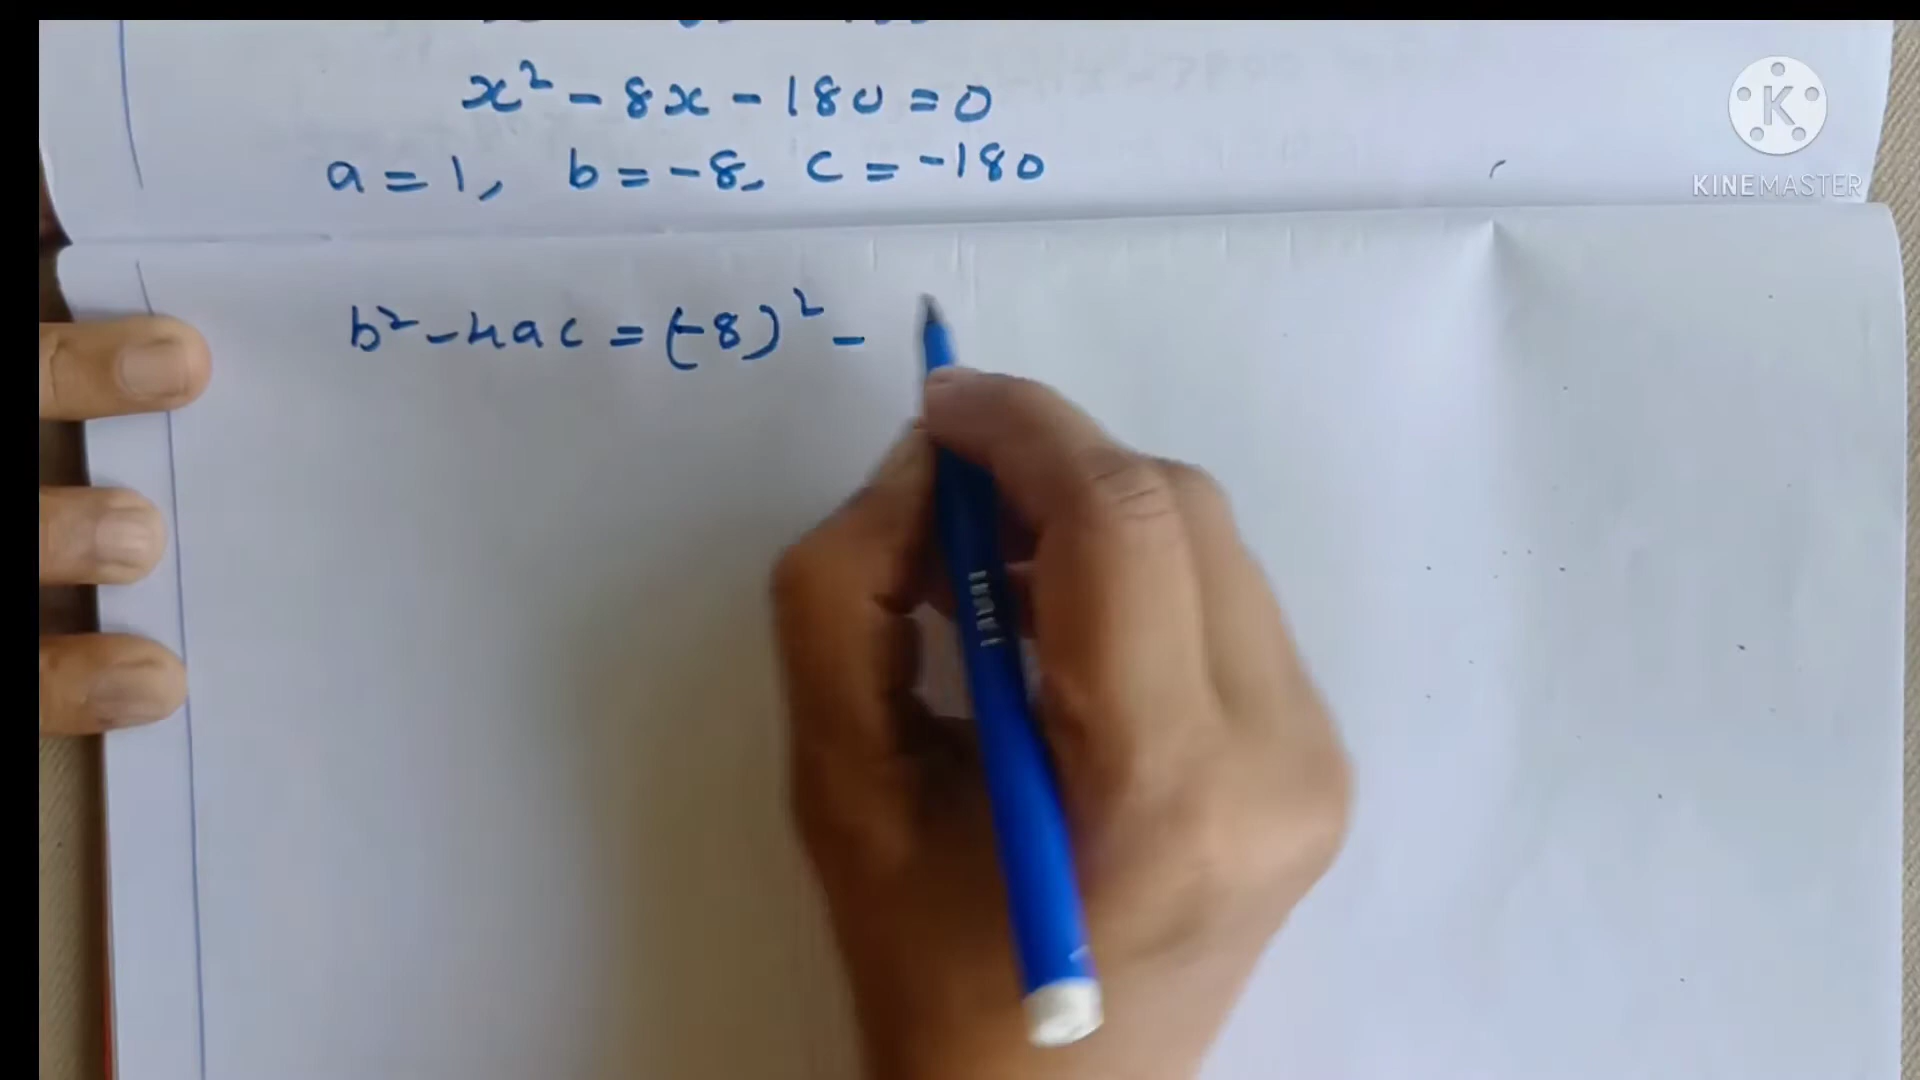 x² - 8x - 180 = 0
a = 1, b = -8, c = -180
b² - 4ac = (-8)² -
K
KINEMASTER